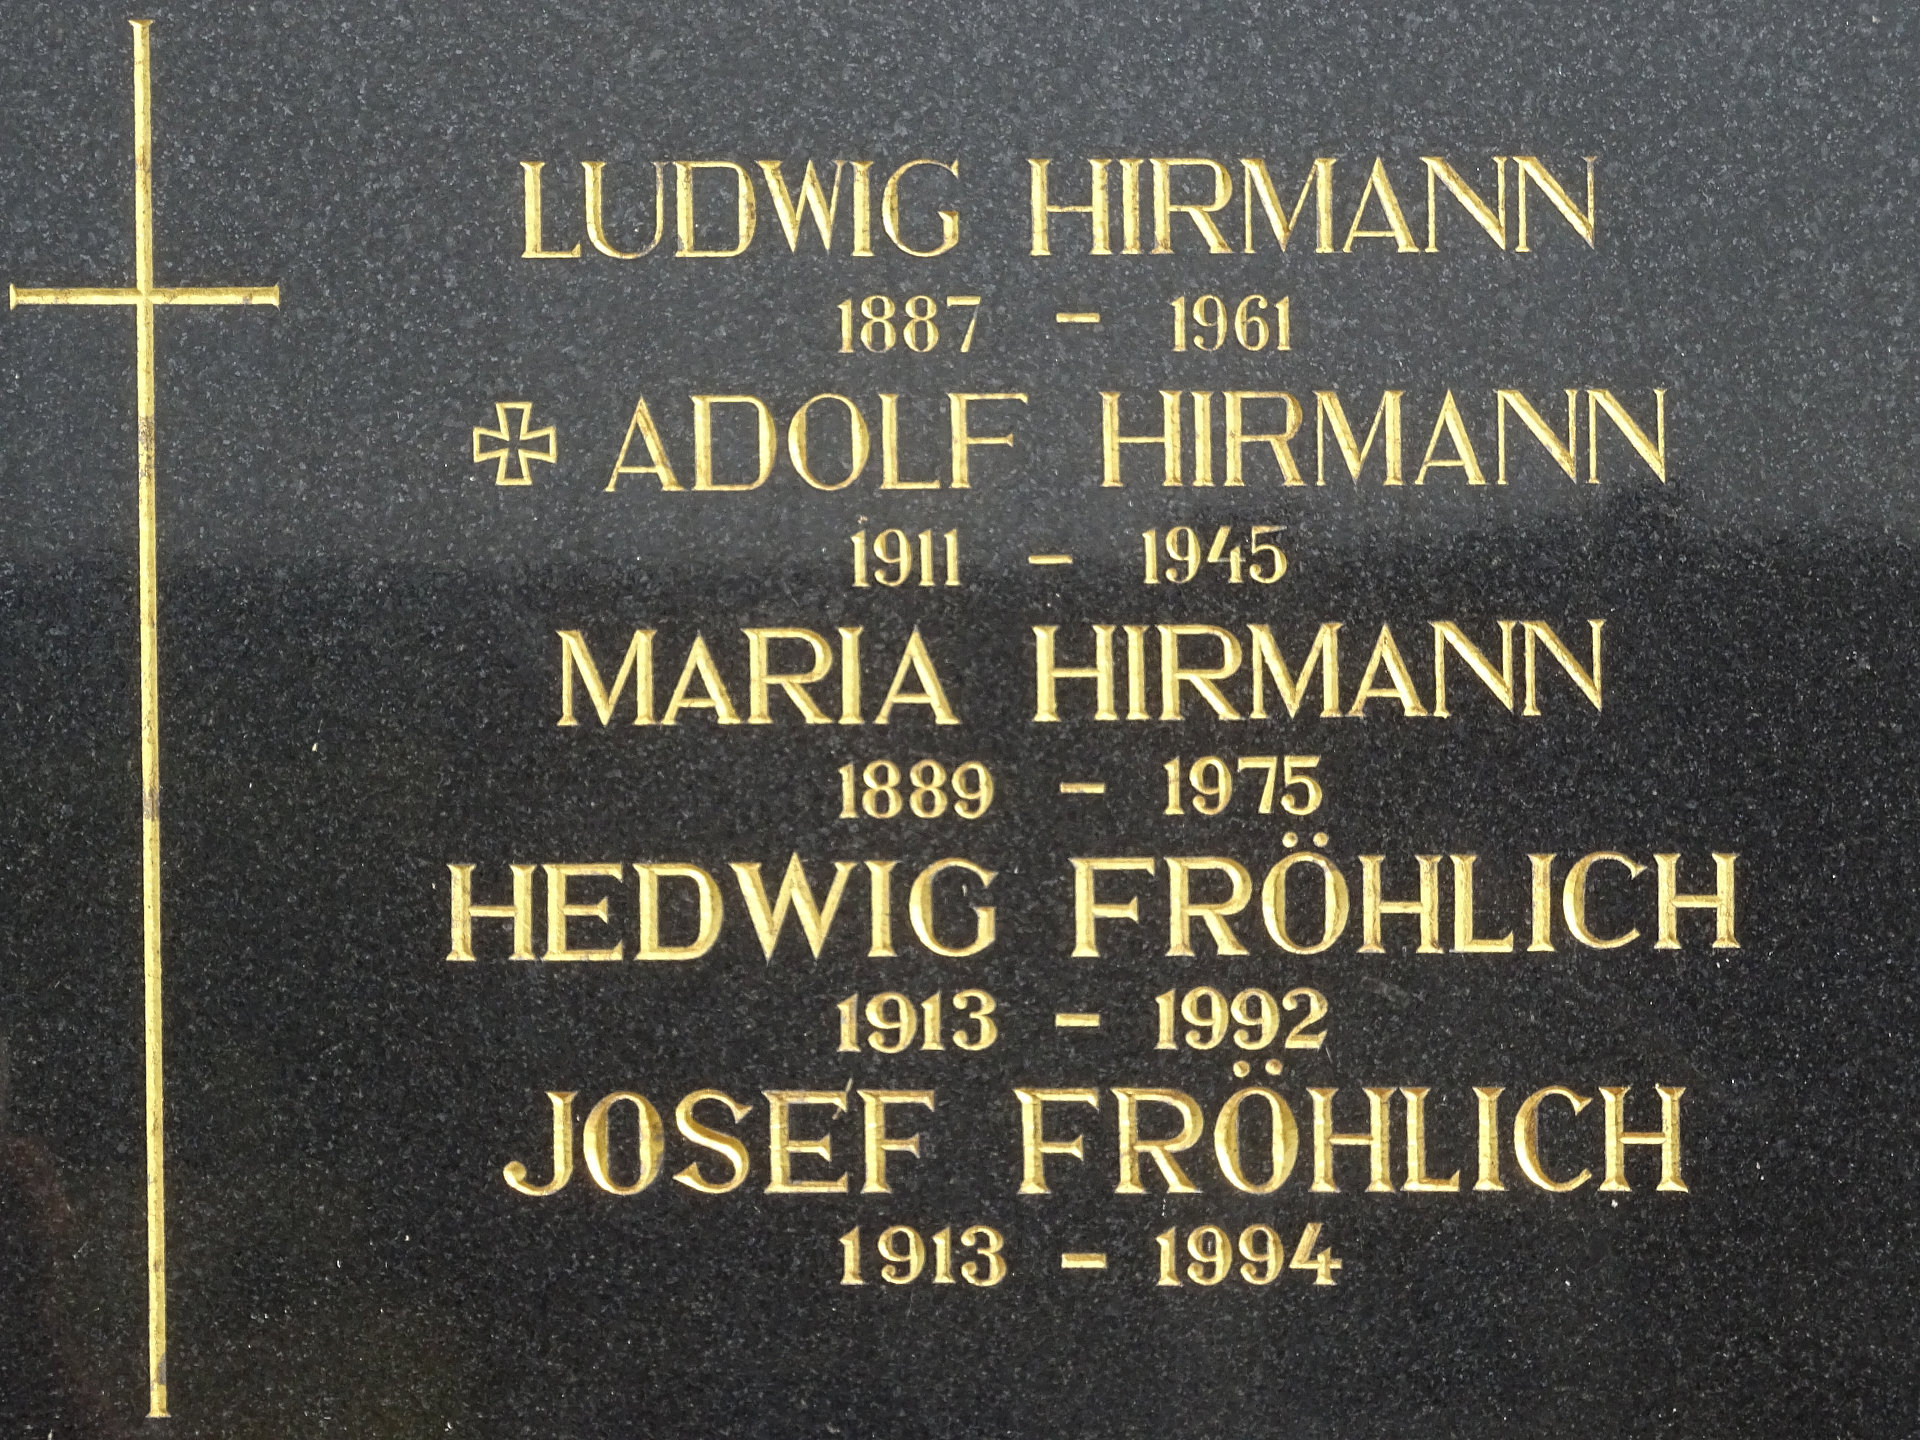 LUDWIG HIRMANN
1887 – 1961
ADOLF HIRMANN
1911 – 1945
MARIA HIRMANN
1889 – 1975
HEDWIG FRÖHLICH
1913 – 1992
JOSEF FRÖHLICH
1913 – 1994